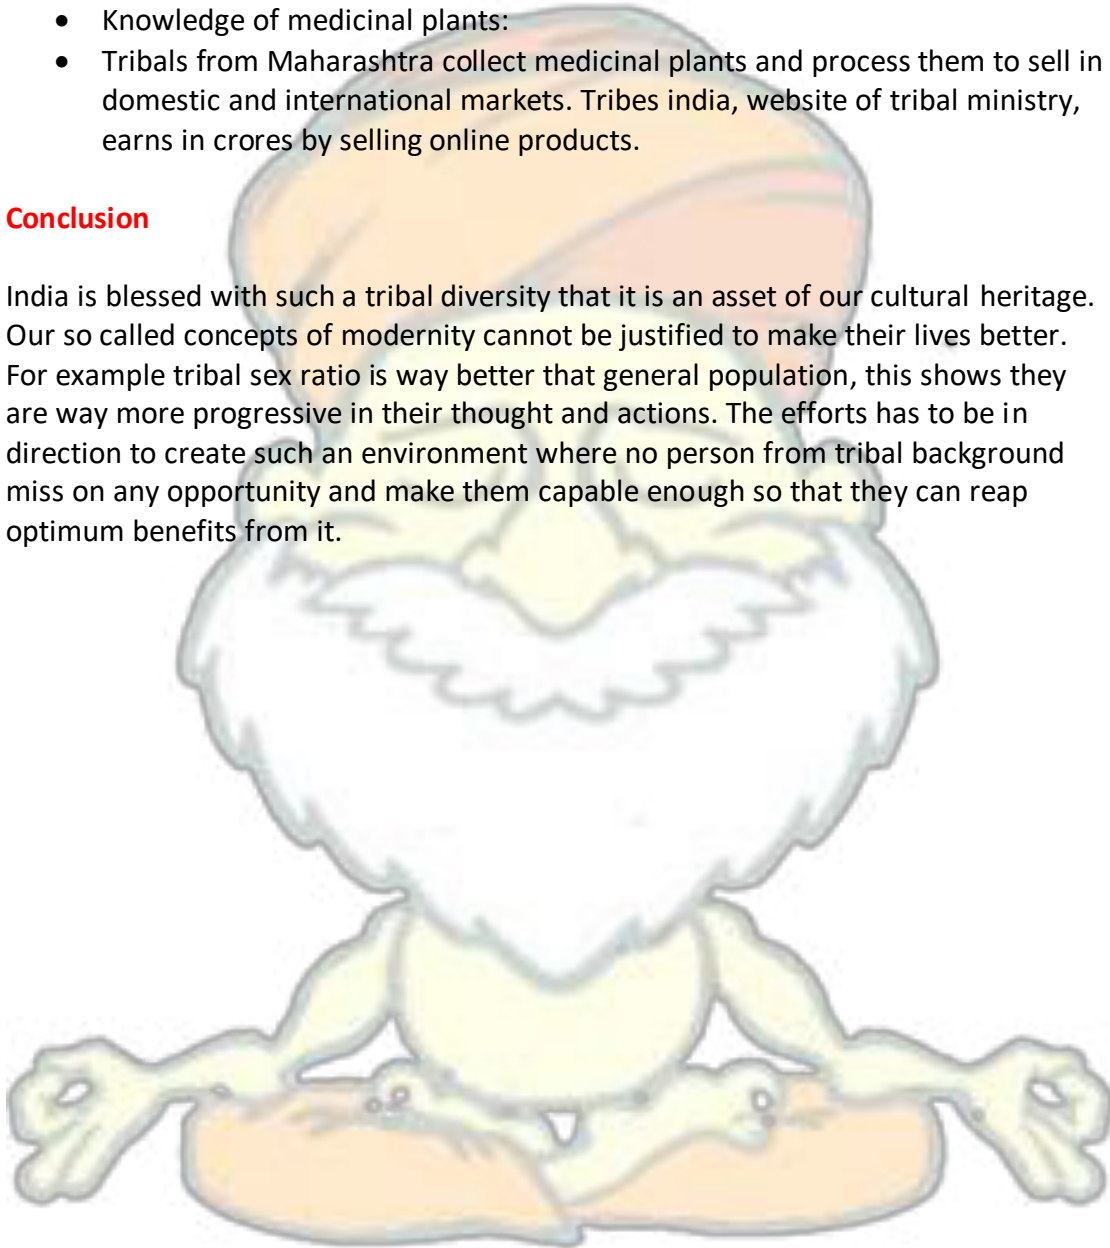 • Knowledge of medicinal plants:
• Tribals from Maharashtra collect medicinal plants and process them to sell in
domestic and international markets. Tribes india, website of tribal ministry,
earns in crores by selling online products.
Conclusion
India is blessed with such a tribal diversity that it is an asset of our cultural heritage.
Our so called concepts of modernity cannot be justified to make their lives better.
For example tribal sex ratio is way better that general population, this shows they
are way more progressive in their thought and actions. The efforts has to be in
direction to create such an environment where no person from tribal background
miss on any opportunity and make them capable enough so that they can reap
optimum benefits from it.